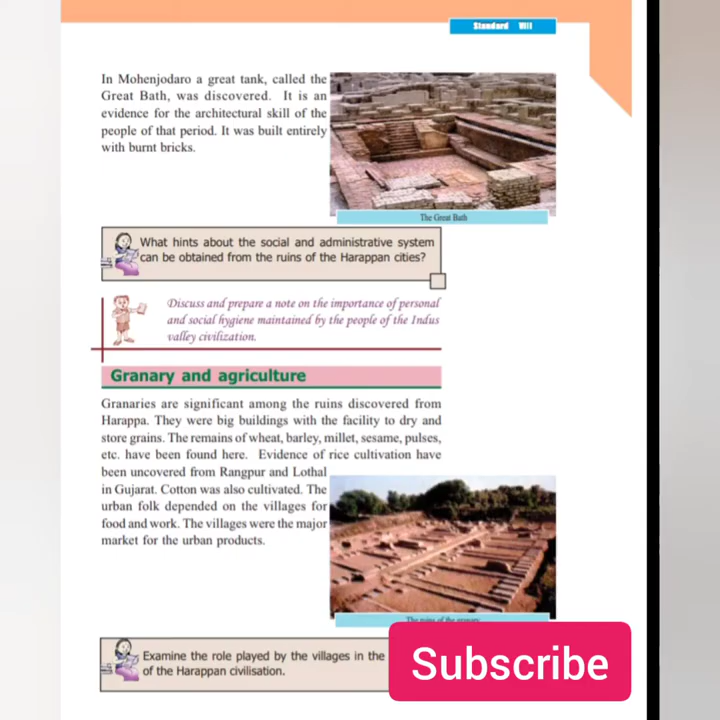 Standard VIII
In Mohenjodaro a great tank, called the
Great Bath, was discovered. It is an
evidence for the architectural skill of the
people of that period. It was built entirely
with burnt bricks.
The Great Bath
What hints about the social and administrative system
can be obtained from the ruins of the Harappan cities?
Discuss and prepare a note on the importance of personal
and social hygiene maintained by the people of the Indus
valley civilization.
Granary and agriculture
Granaries are significant among the ruins discovered from
Harappa. They were big buildings with the facility to dry and
store grains. The remains of wheat, barley, millet, sesame, pulses,
etc. have been found here. Evidence of rice cultivation have
been uncovered from Rangpur and Lothal
in Gujarat. Cotton was also cultivated. The
urban folk depended on the villages for
food and work. The villages were the major
market for the urban products.
The ruins of the granary
Examine the role played by the villages in the
of the Harappan civilisation.
Subscribe